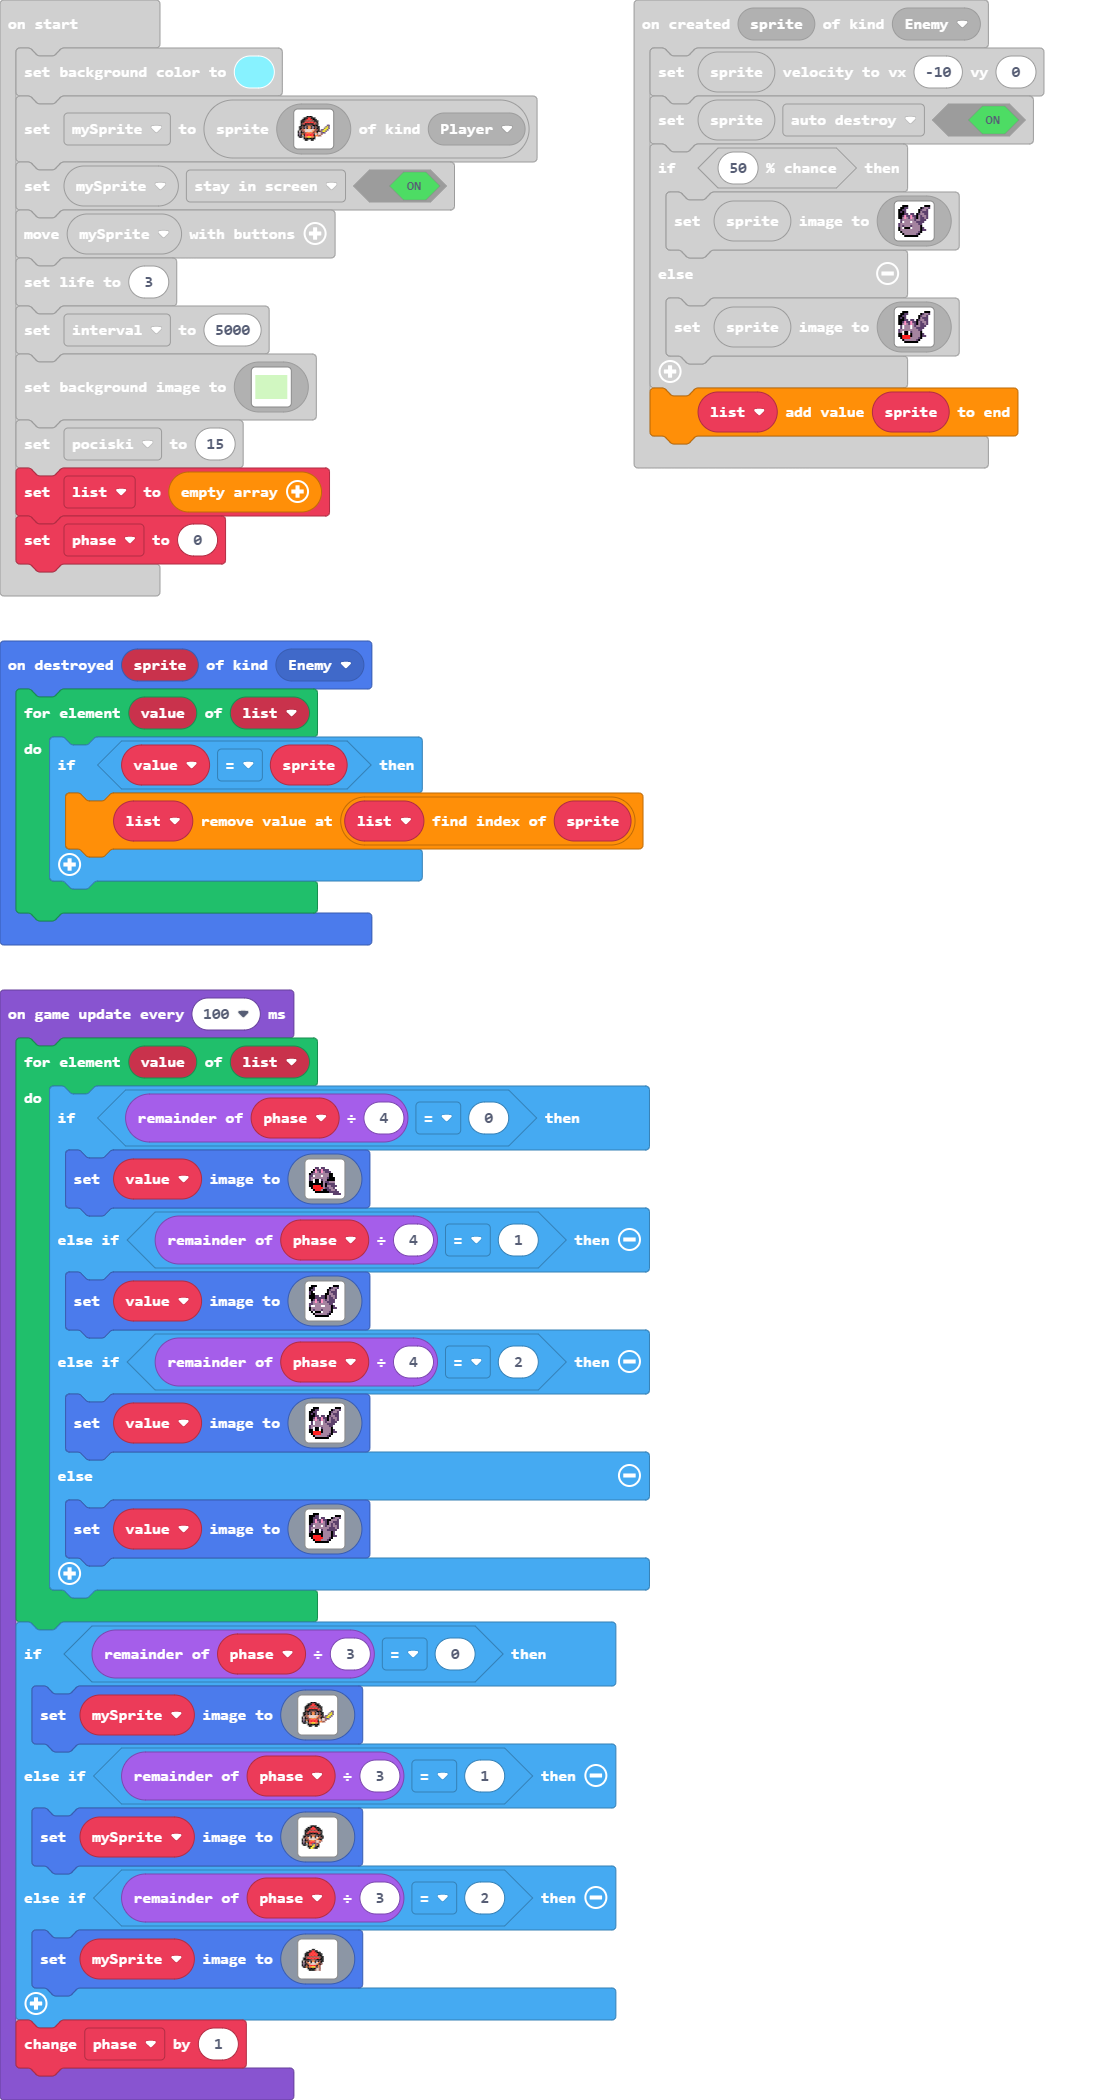 on start
set background color to
set mySprite to sprite of kind Player
set mySprite stay in screen ON
move mySprite with buttons
set life to 3
set interval to 5000
set background image to
set pociski to 15
set list to empty array
set phase to 0
on created sprite of kind Enemy
set sprite velocity to vx -10 vy 0
set sprite auto destroy ON
if 50 % chance then
set sprite image to
else
set sprite image to
list add value sprite to end
on destroyed sprite of kind Enemy
for element value of list
do if value = sprite then
list remove value at list find index of sprite
on game update every 100 ms
for element value of list
do if remainder of phase ÷ 4 = 0 then
set value image to
else if remainder of phase ÷ 4 = 1 then
set value image to
else if remainder of phase ÷ 4 = 2 then
set value image to
else
set value image to
if remainder of phase ÷ 3 = 0 then
set mySprite image to
else if remainder of phase ÷ 3 = 1 then
set mySprite image to
else if remainder of phase ÷ 3 = 2 then
set mySprite image to
change phase by 1